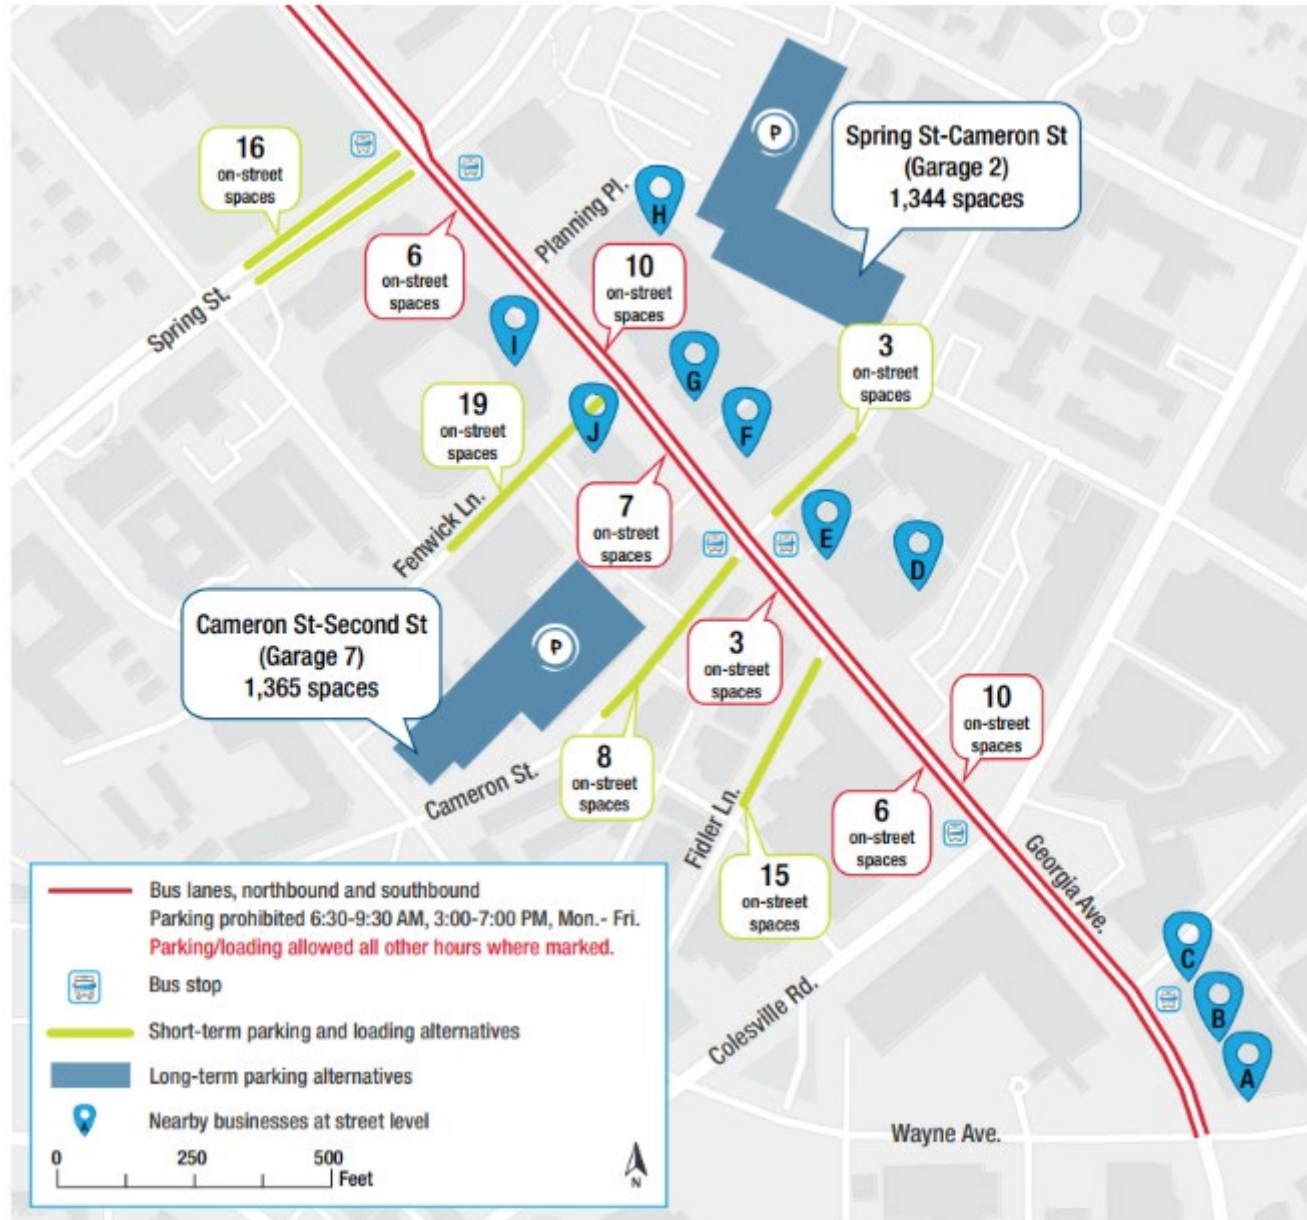 16
on-street
spaces
6
on-street
spaces
Planning Pl.
H
P
Spring St-Cameron St
(Garage 2)
1,344 spaces
10
on-street
spaces
Spring St.
I
G
3
on-street
spaces
19
on-street
spaces
J
F
7
on-street
spaces
Fenwick Ln.
E
D
Cameron St-Second St
(Garage 7)
1,365 spaces
P
3
on-street
spaces
10
on-street
spaces
8
on-street
spaces
Cameron St.
Fidler Ln.
6
on-street
spaces
15
on-street
spaces
Georgia Ave.
C
B
A
Colesville Rd.
Wayne Ave.
Bus lanes, northbound and southbound
Parking prohibited 6:30-9:30 AM, 3:00-7:00 PM, Mon.- Fri.
Parking/loading allowed all other hours where marked.
Bus stop
Short-term parking and loading alternatives
Long-term parking alternatives
A
Nearby businesses at street level
0 250 500
Feet
N